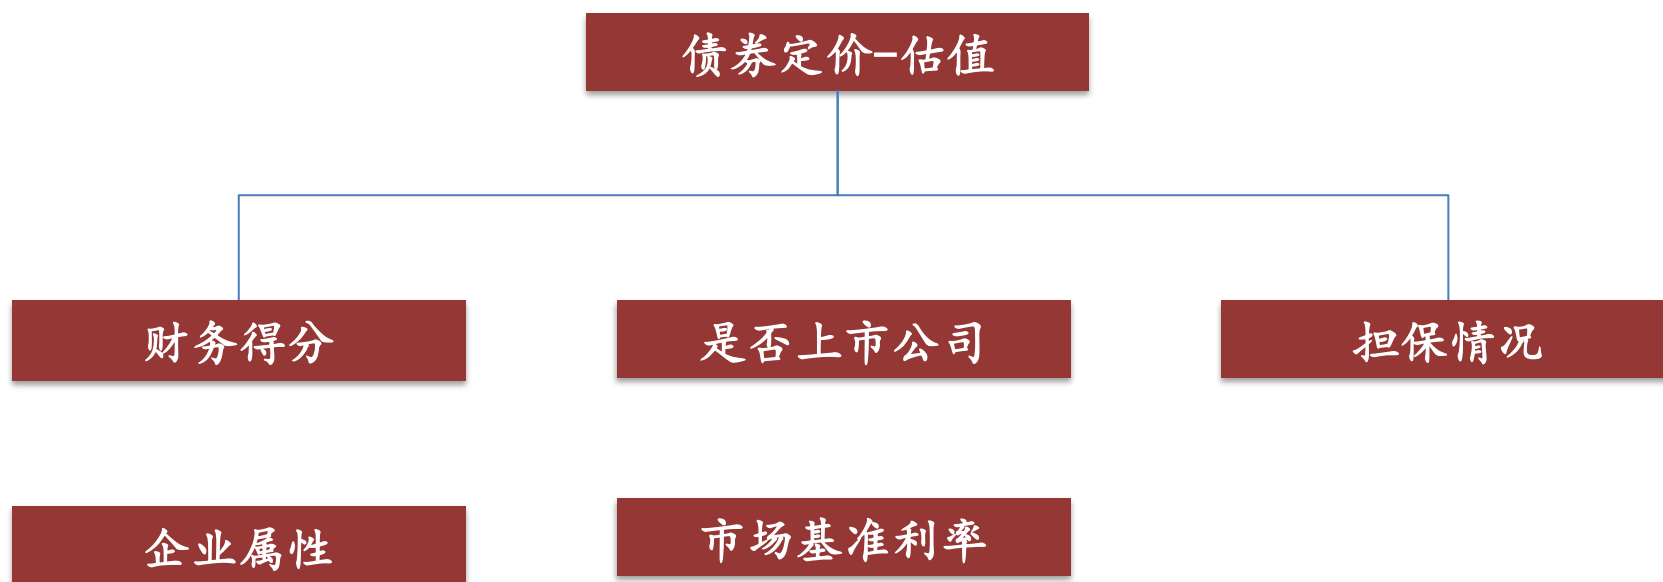 债券定价-估值
财务得分
是否上市公司
担保情况
企业属性
市场基准利率